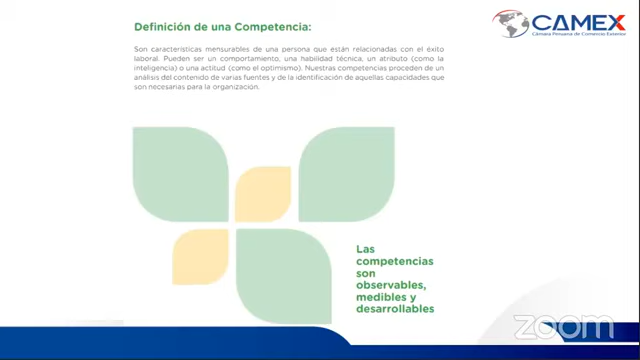 Definición de una Competencia:
CAMEX
Cámara Peruana de Comercio Exterior
Son características mensurables de una persona que están relacionadas con el éxito
laboral. Pueden ser un comportamiento, una habilidad técnica, un atributo (como la
inteligencia) o una actitud (como el optimismo). Nuestras competencias proceden de un
análisis del contenido de varias fuentes y de la identificación de aquellas capacidades que
son necesarias para la organización.
Las
competencias
son
observables,
medibles y
desarrollables
zoom